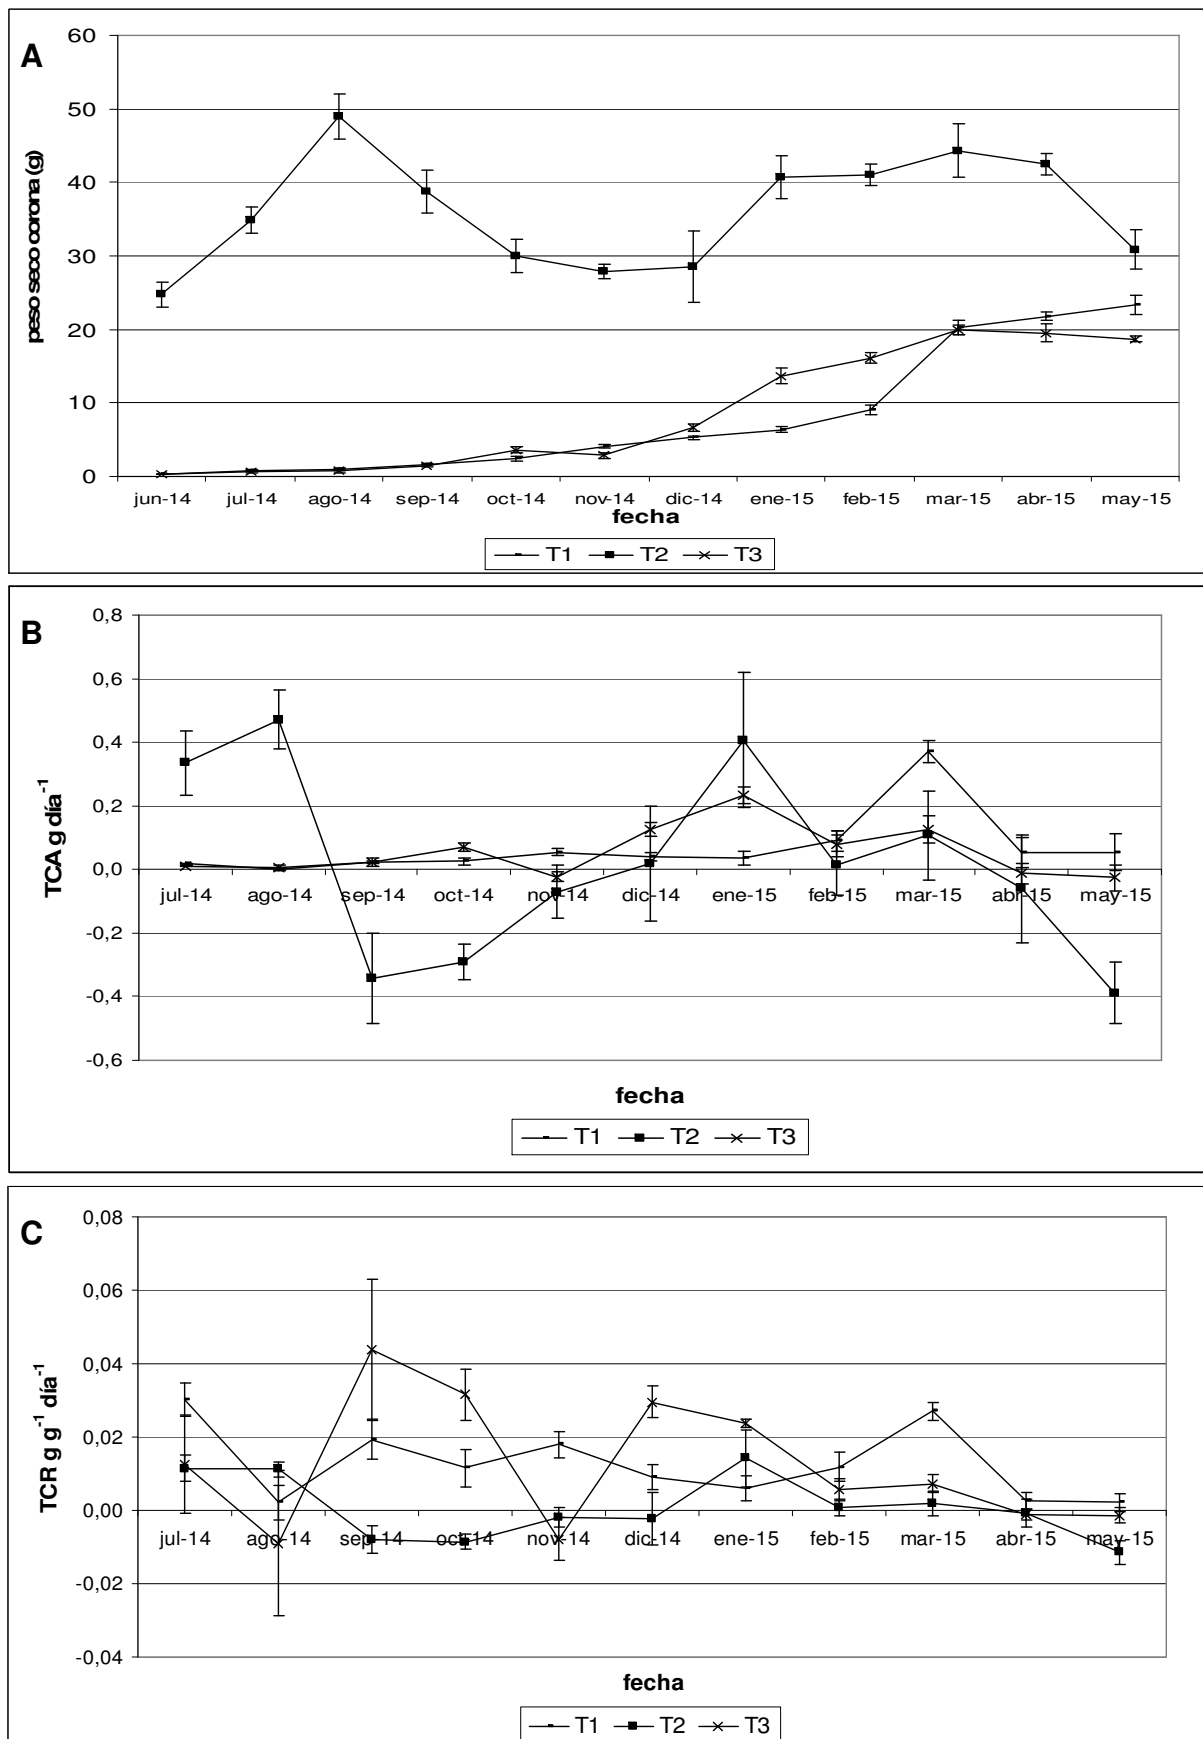 A
60
50
40
30
20
10
0
peso seco corona (g)
jun-14 jul-14 ago-14 sep-14 oct-14 nov-14 dic-14 ene-15 feb-15 mar-15 abr-15 may-15
fecha
T1 T2 T3
B
0,8
0,6
0,4
0,2
0,0
-0,2
-0,4
-0,6
TCA g día⁻¹
jul-14 ago-14 sep-14 oct-14 nov-14 dic-14 ene-15 feb-15 mar-15 abr-15 may-15
fecha
T1 T2 T3
C
0,08
0,06
0,04
0,02
0,00
-0,02
-0,04
TCR g g⁻¹ día⁻¹
jul-14 ago-14 sep-14 oct-14 nov-14 dic-14 ene-15 feb-15 mar-15 abr-15 may-15
fecha
T1 T2 T3